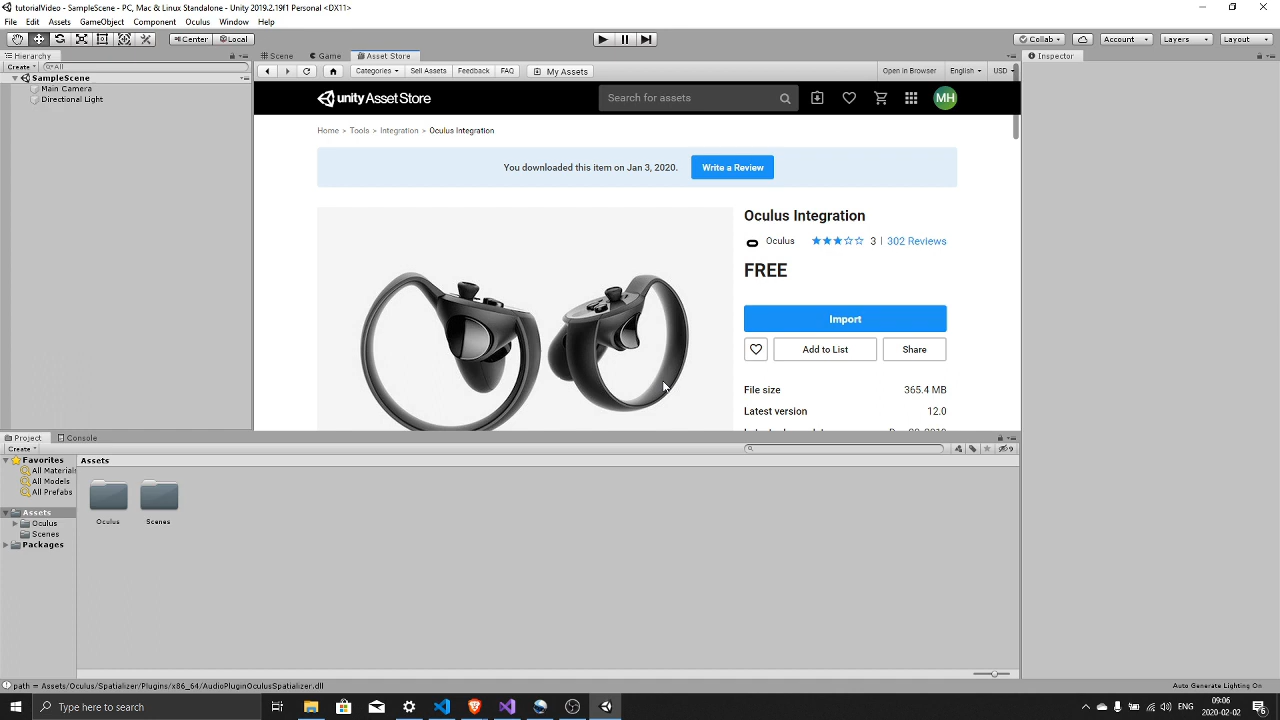 tutorialVideo - SampleScene - PC, Mac & Linux Standalone - Unity 2019.2.19f1 Personal <DX11>
File Edit Assets GameObject Component Oculus Window Help
Center Local Collab Account Layers Layout
Hierarchy Scene Game Asset Store Inspector
Create All
Categories Sell Assets Feedback FAQ My Assets Open in Browser English USD
SampleScene
Main Camera
Directional Light
unity Asset Store Search for assets MH
Home > Tools > Integration > Oculus Integration
You downloaded this item on Jan 3, 2020. Write a Review
Oculus Integration
Oculus 3 | 302 Reviews
FREE
Import
Add to List Share
File size 365.4 MB
Latest version 12.0
Project Console
Create
Favorites
All Materials
All Models
All Prefabs
Assets
Oculus
Scenes
Packages
Assets
Oculus Scenes
9
path = Assets/Oculus/Spatializer/Plugins/x86_64/AudioPluginOculusSpatializer.dll
Auto Generate Lighting On
Type here to search
ENG
09:06
2020-02-02